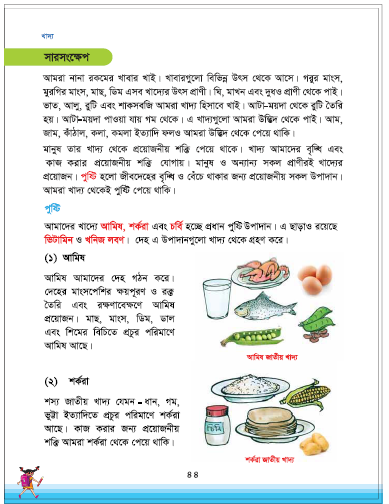 খাদ্য
সারসংক্ষেপ
আমরা নানা রকমের খাবার খাই। খাবারগুলো বিভিন্ন উৎস থেকে আসে। গরুর মাংস,
মুরগির মাংস, মাছ, ডিম এসব খাদ্যের উৎস প্রাণী। ঘি, মাখন এবং দুধও প্রাণী থেকে পাই।
ভাত, আলু, রুটি এবং শাকসবজি আমরা খাদ্য হিসাবে খাই। আটা-ময়দা থেকে রুটি তৈরি
হয়। আটা-ময়দা পাওয়া যায় গম থেকে। এ খাদ্যগুলো আমরা উদ্ভিদ থেকে পাই। আম,
জাম, কাঁঠাল, কলা, কমলা ইত্যাদি ফলও আমরা উদ্ভিদ থেকে পেয়ে থাকি।
মানুষ তার খাদ্য থেকে প্রয়োজনীয় শক্তি পেয়ে থাকে। খাদ্য আমাদের বৃদ্ধি এবং
কাজ করার প্রয়োজনীয় শক্তি যোগায়। মানুষ ও অন্যান্য সকল প্রাণীরই খাদ্যের
প্রয়োজন। পুষ্টি হলো জীবদেহের বৃদ্ধি ও বেঁচে থাকার জন্য প্রয়োজনীয় সকল উপাদান।
আমরা খাদ্য থেকেই পুষ্টি পেয়ে থাকি।
পুষ্টি
আমাদের খাদ্যে আমিষ, শর্করা এবং চর্বি হচ্ছে প্রধান পুষ্টি উপাদান। এ ছাড়াও রয়েছে
ভিটামিন ও খনিজ লবণ। দেহ এ উপাদানগুলো খাদ্য থেকে গ্রহণ করে।
(১) আমিষ
আমিষ আমাদের দেহ গঠন করে।
দেহের মাংসপেশির ক্ষয়পূরণ ও রক্ত
তৈরি এবং রক্ষণাবেক্ষণে আমিষ
প্রয়োজন। মাছ, মাংস, ডিম, ডাল
এবং শিমের বিচিতে প্রচুর পরিমাণে
আমিষ আছে।
আমিষ জাতীয় খাদ্য
(২) শর্করা
শস্য জাতীয় খাদ্য যেমন - ধান, গম,
ভুট্টা ইত্যাদিতে প্রচুর পরিমাণে শর্করা
আছে। কাজ করার জন্য প্রয়োজনীয়
শক্তি আমরা শর্করা থেকে পেয়ে থাকি।
শর্করা জাতীয় খাদ্য
৪৪